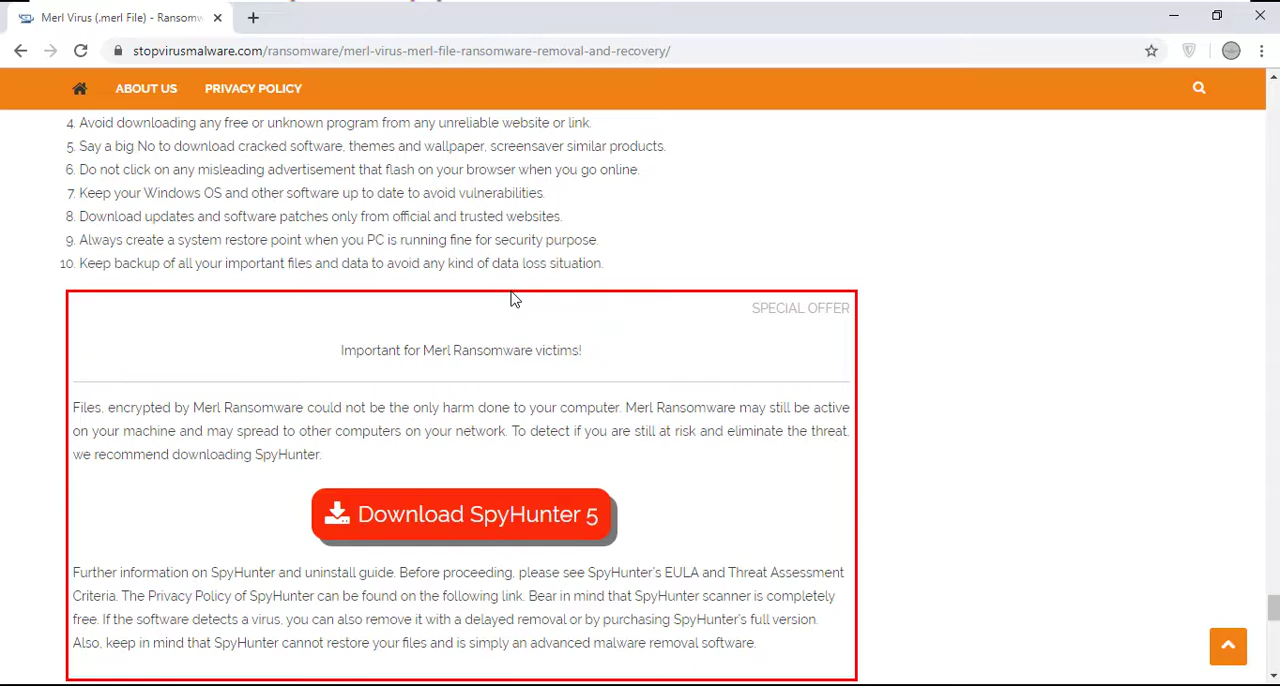 Merl Virus (.merl File) - Ransomw
stopvirusmalware.com/ransomware/merl-virus-merl-file-ransomware-removal-and-recovery/
ABOUT US PRIVACY POLICY
4. Avoid downloading any free or unknown program from any unreliable website or link.
5. Say a big No to download cracked software, themes and wallpaper, screensaver similar products.
6. Do not click on any misleading advertisement that flash on your browser when you go online.
7. Keep your Windows OS and other software up to date to avoid vulnerabilities.
8. Download updates and software patches only from official and trusted websites.
9. Always create a system restore point when you PC is running fine for security purpose.
10. Keep backup of all your important files and data to avoid any kind of data loss situation.
SPECIAL OFFER
Important for Merl Ransomware victims!
Files, encrypted by Merl Ransomware could not be the only harm done to your computer. Merl Ransomware may still be active
on your machine and may spread to other computers on your network. To detect if you are still at risk and eliminate the threat,
we recommend downloading SpyHunter.
Download SpyHunter 5
Further information on SpyHunter and uninstall guide. Before proceeding, please see SpyHunter's EULA and Threat Assessment
Criteria. The Privacy Policy of SpyHunter can be found on the following link. Bear in mind that SpyHunter scanner is completely
free. If the software detects a virus, you can also remove it with a delayed removal or by purchasing SpyHunter's full version.
Also, keep in mind that SpyHunter cannot restore your files and is simply an advanced malware removal software.